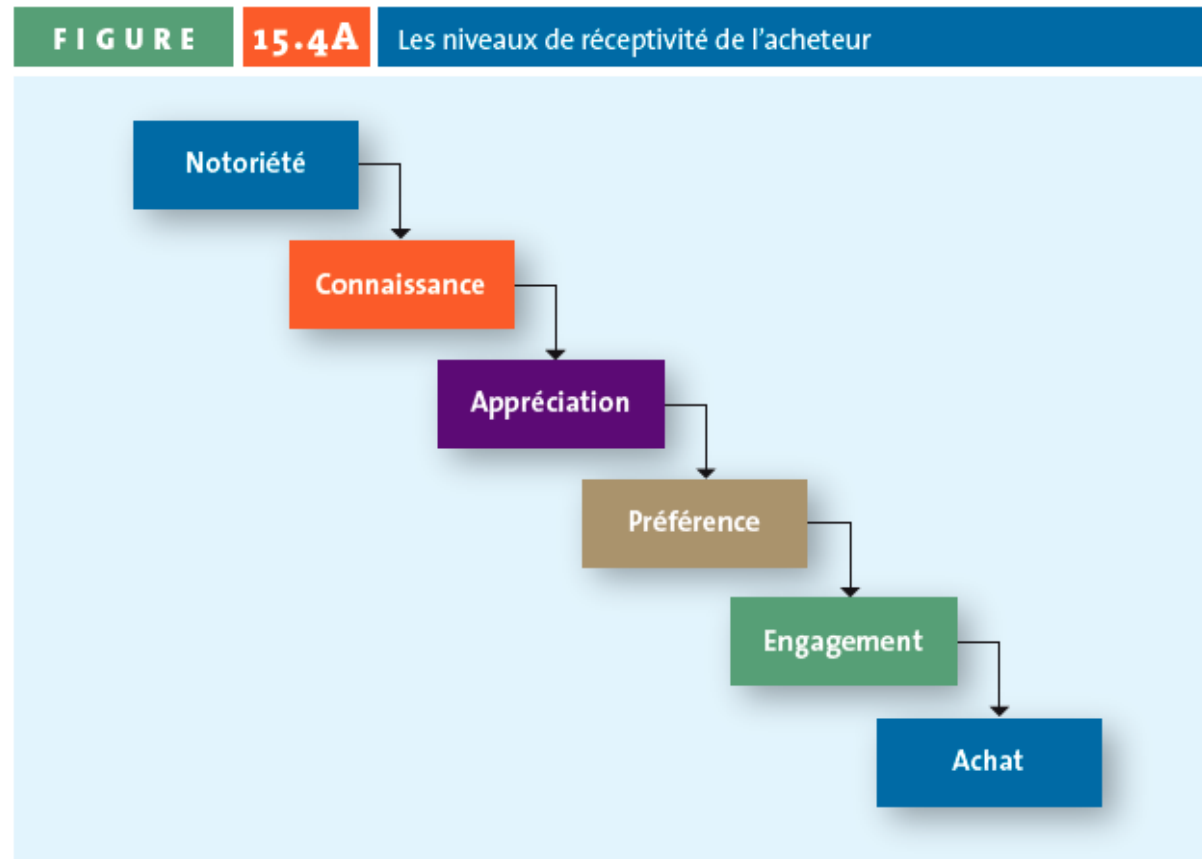 FIGURE 15.4A Les niveaux de réceptivité de l’acheteur
Notoriété
Connaissance
Appréciation
Préférence
Engagement
Achat